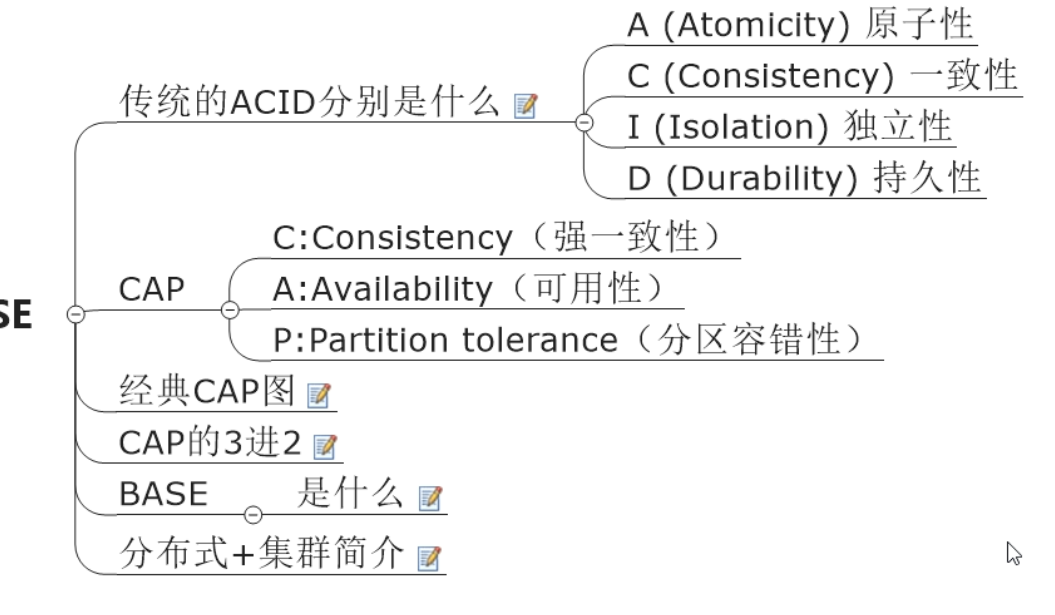 传统的ACID分别是什么
A (Atomicity) 原子性
C (Consistency) 一致性
I (Isolation) 独立性
D (Durability) 持久性
SE
CAP
C:Consistency（强一致性）
A:Availability（可用性）
P:Partition tolerance（分区容错性）
经典CAP图
CAP的3进2
BASE
是什么
分布式+集群简介